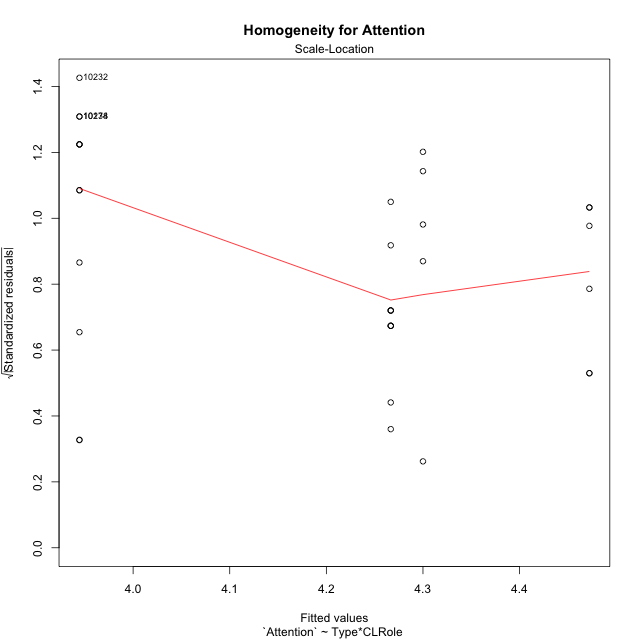 Homogeneity for Attention
Scale-Location
10232
√|Standardized residuals|
0.0
0.2
0.4
0.6
0.8
1.0
1.2
1.4
4.0
4.1
4.2
4.3
4.4
Fitted values
`Attention` ~ Type*CLRole